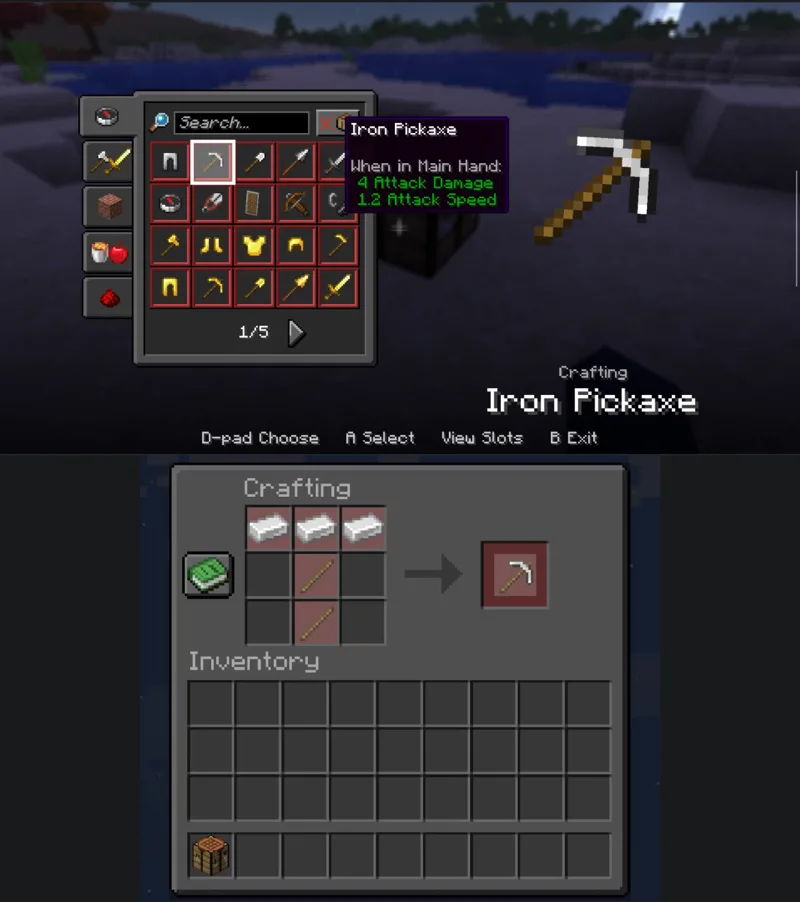 Search...
Iron Pickaxe
When in Main Hand:
4 Attack Damage
1.2 Attack Speed
1/5
Crafting
Iron Pickaxe
D-pad Choose A Select View Slots B Exit
Crafting
Inventory